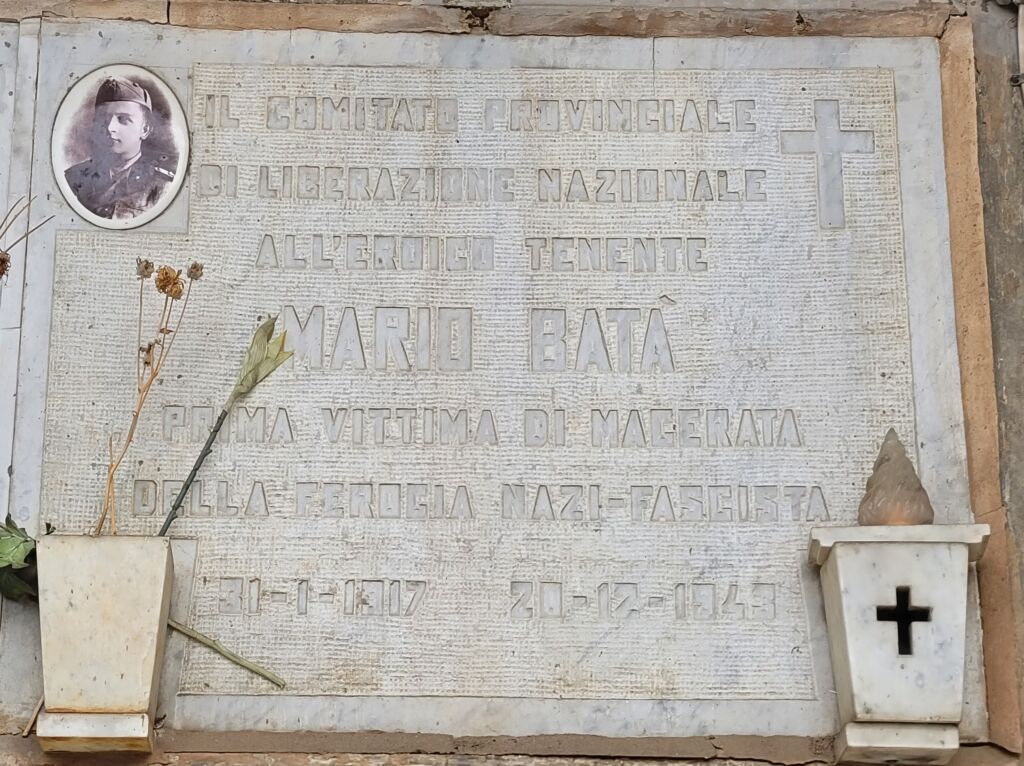 IL COMITATO PROVINCIALE
DI LIBERAZIONE NAZIONALE
ALL'EROICO TENENTE
MARIO BATÀ
PRIMA VITTIMA DI MACERATA
DELLA FEROCIA NAZI-FASCISTA
31-1-1917 20-12-1943